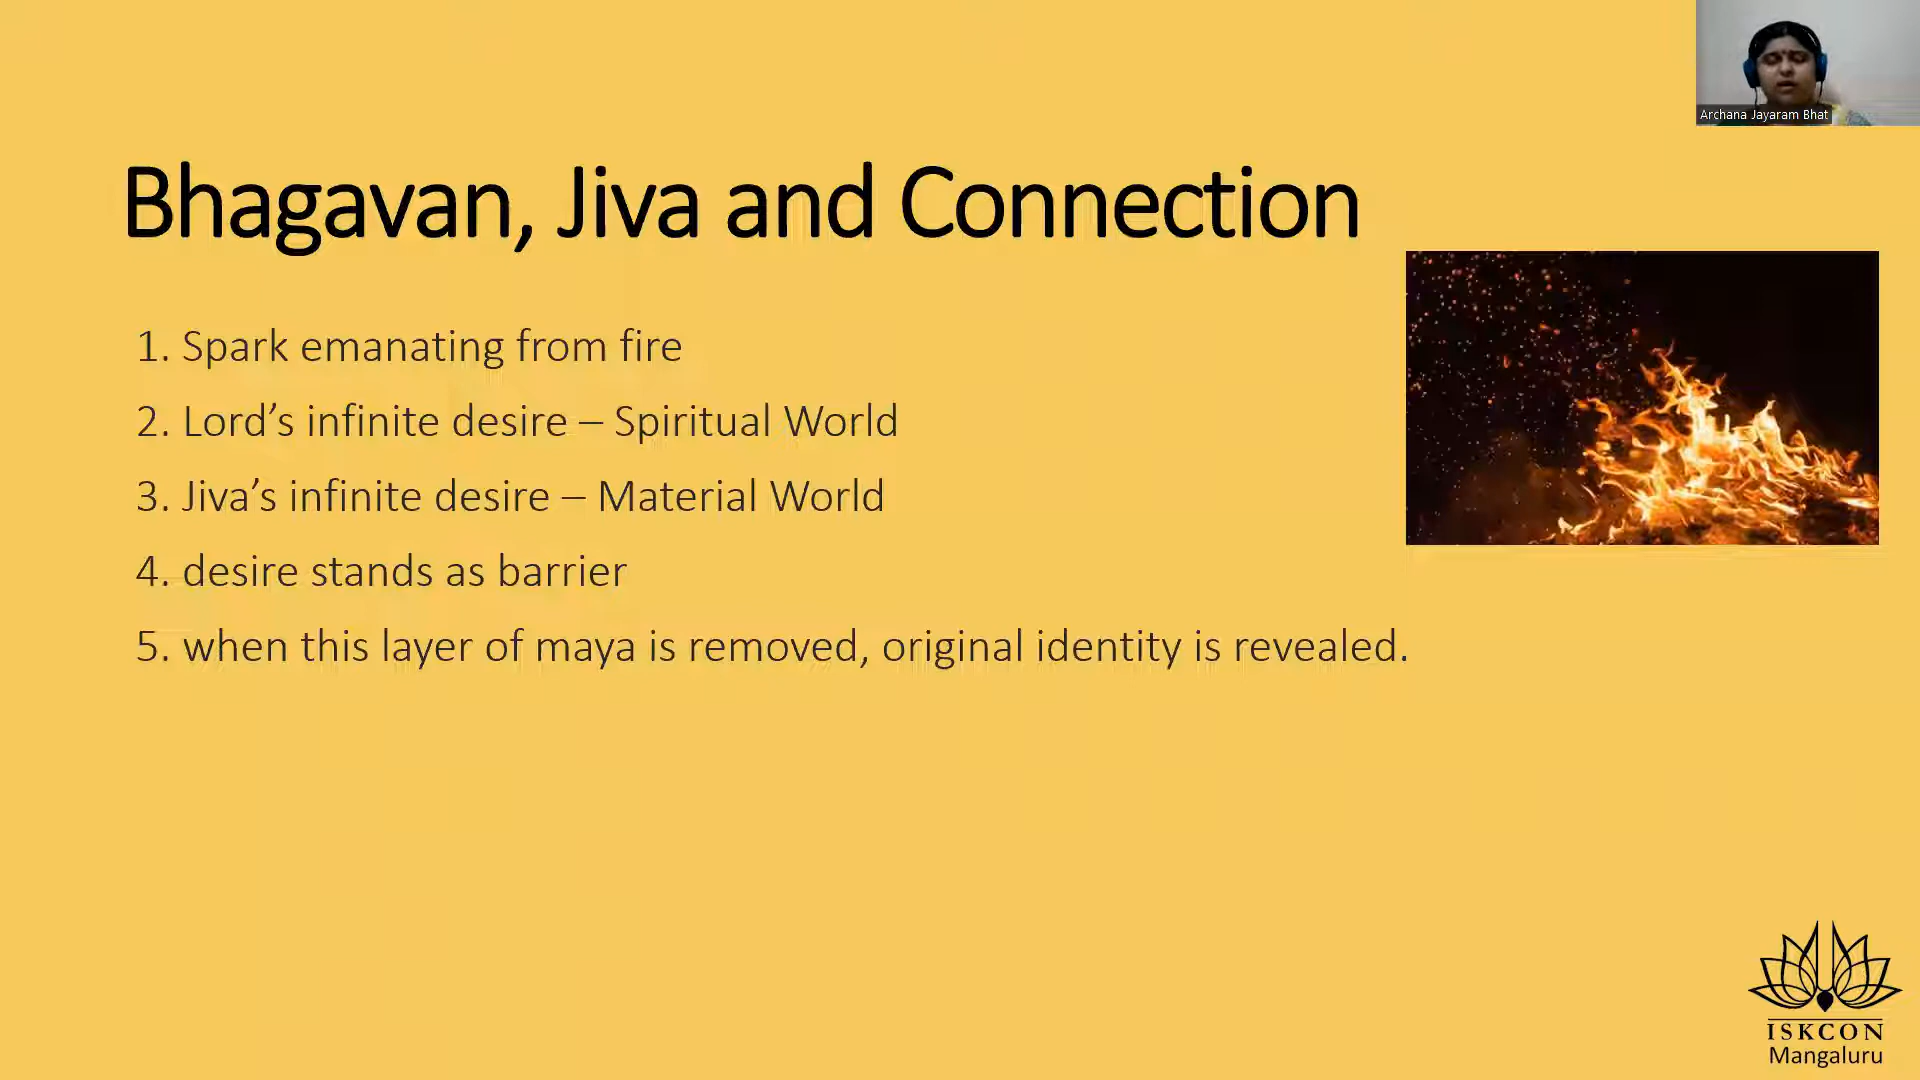 Archana Jayaram Bhat
Bhagavan, Jiva and Connection
1. Spark emanating from fire
2. Lord’s infinite desire – Spiritual World
3. Jiva’s infinite desire – Material World
4. desire stands as barrier
5. when this layer of maya is removed, original identity is revealed.
ISKCON
Mangaluru